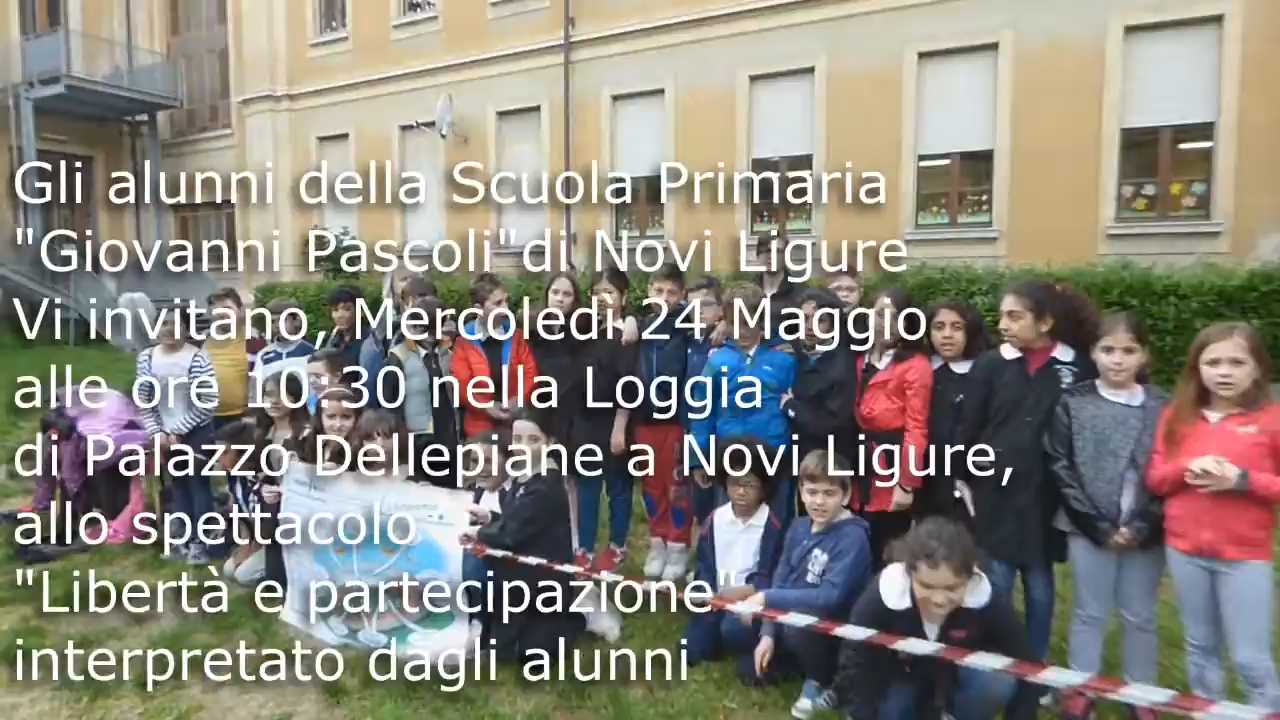 Gli alunni della Scuola Primaria
"Giovanni Pascoli"di Novi Ligure
Vi invitano, Mercoledì 24 Maggio
alle ore 10:30 nella Loggia
di Palazzo Dellepiane a Novi Ligure,
allo spettacolo
"Libertà e partecipazione"
interpretato dagli alunni